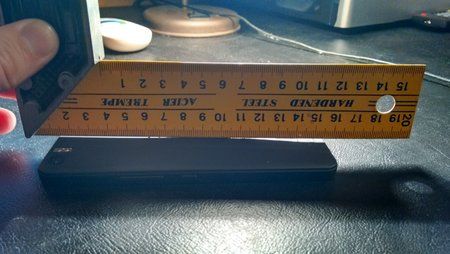 1 2 3 4 5 6 7 8 9 10 11 12 13 14 15
HARDENED STEEL ACIER TREMPE
2 3 4 5 6 7 8 9 10 11 12 13 14 15 16 17 18 19 20